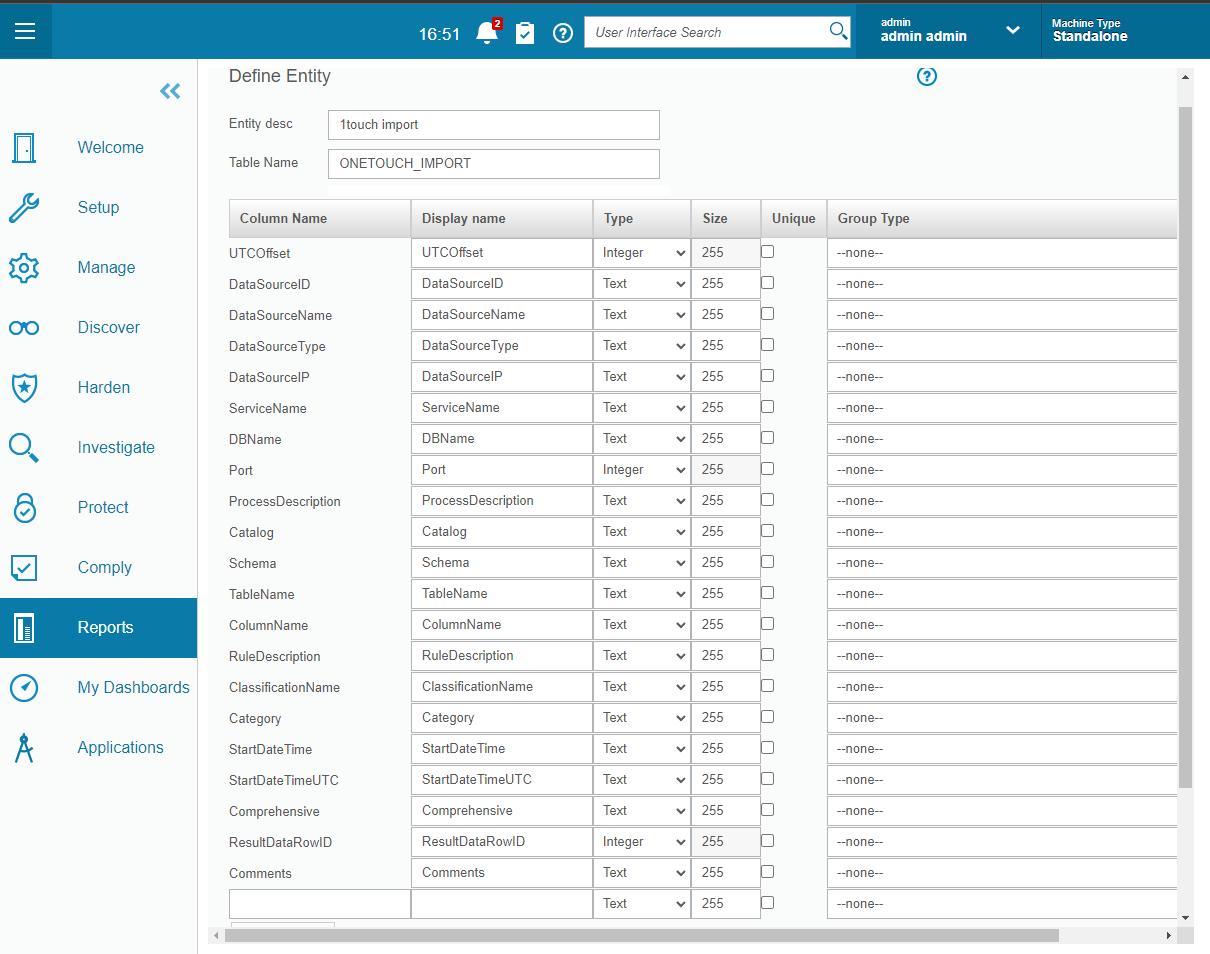 16:51 2 User Interface Search admin Machine Type
admin admin Standalone
Define Entity
Entity desc 1touch import
Table Name ONETOUCH_IMPORT
Welcome
Setup
Manage
Discover
Harden
Investigate
Protect
Comply
Reports
My Dashboards
Applications
Column Name Display name Type Size Unique Group Type
UTCOffset UTCOffset Integer 255 --none--
DataSourceID DataSourceID Text 255 --none--
DataSourceName DataSourceName Text 255 --none--
DataSourceType DataSourceType Text 255 --none--
DataSourceIP DataSourceIP Text 255 --none--
ServiceName ServiceName Text 255 --none--
DBName DBName Text 255 --none--
Port Port Integer 255 --none--
ProcessDescription ProcessDescription Text 255 --none--
Catalog Catalog Text 255 --none--
Schema Schema Text 255 --none--
TableName TableName Text 255 --none--
ColumnName ColumnName Text 255 --none--
RuleDescription RuleDescription Text 255 --none--
ClassificationName ClassificationName Text 255 --none--
Category Category Text 255 --none--
StartDateTime StartDateTime Text 255 --none--
StartDateTimeUTC StartDateTimeUTC Text 255 --none--
Comprehensive Comprehensive Text 255 --none--
ResultDataRowID ResultDataRowID Integer 255 --none--
Comments Comments Text 255 --none--
Text 255 --none--